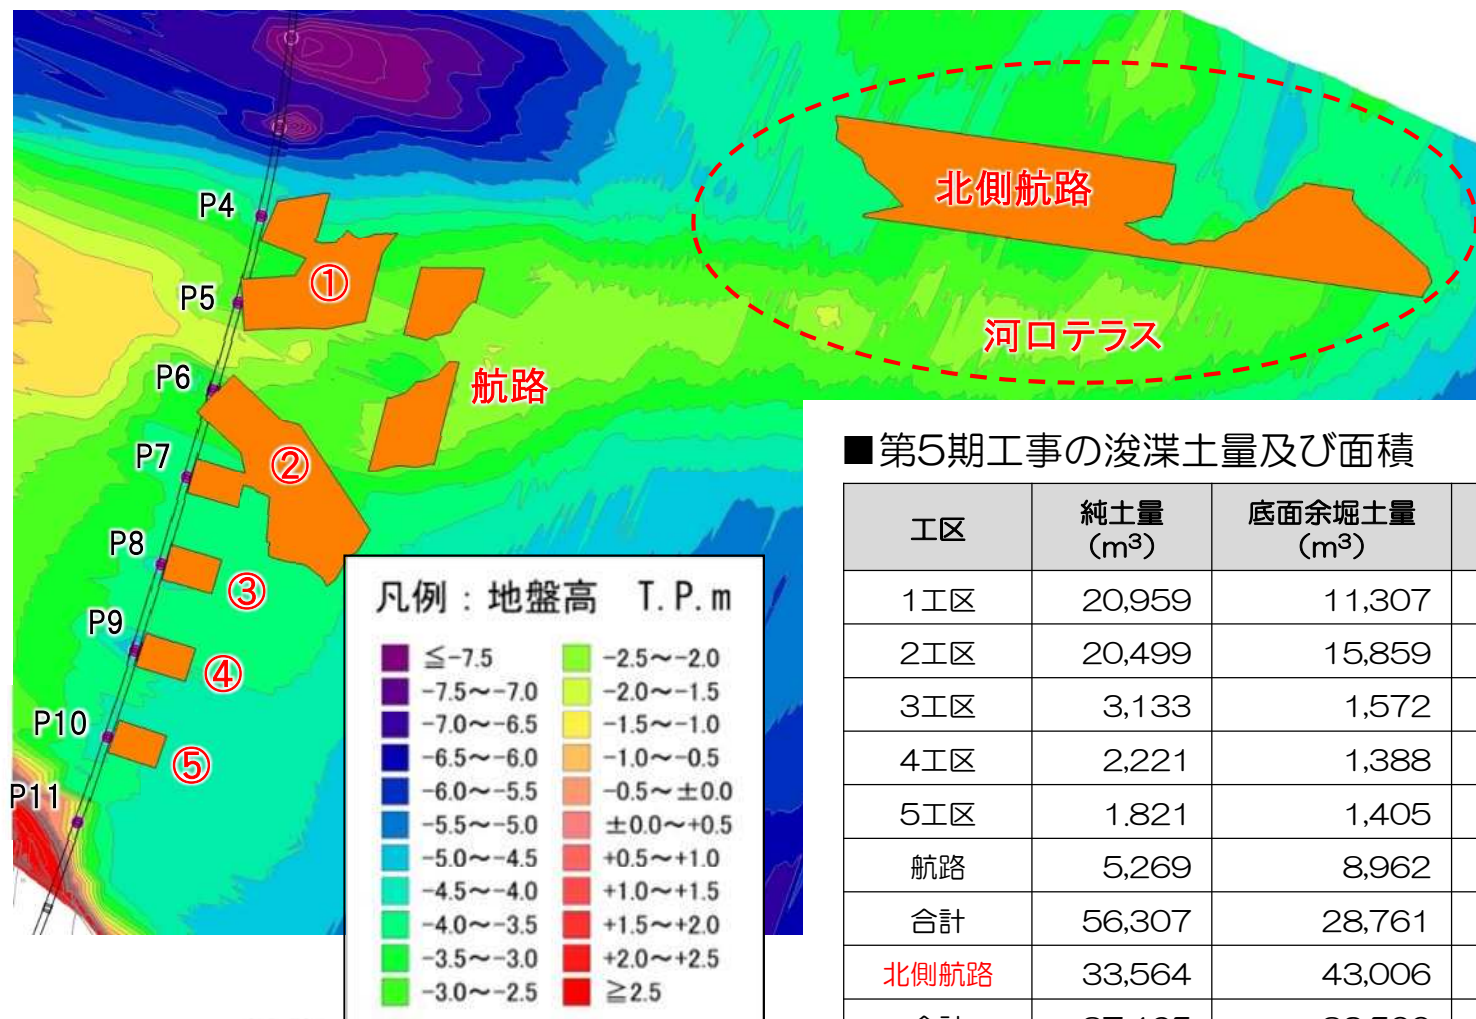 P4
P5
P6
P7
P8
P9
P10
P11
①
②
③
④
⑤
航路
北側航路
河口テラス
凡例：地盤高 T.P.m
≦-7.5
-7.5～-7.0
-7.0～-6.5
-6.5～-6.0
-6.0～-5.5
-5.5～-5.0
-5.0～-4.5
-4.5～-4.0
-4.0～-3.5
-3.5～-3.0
-3.0～-2.5
-2.5～-2.0
-2.0～-1.5
-1.5～-1.0
-1.0～-0.5
-0.5～±0.0
±0.0～+0.5
+0.5～+1.0
+1.0～+1.5
+1.5～+2.0
+2.0～+2.5
≧2.5
■第5期工事の浚渫土量及び面積
工区 純土量(m³) 底面余堀土量(m³)
1工区 20,959 11,307
2工区 20,499 15,859
3工区 3,133 1,572
4工区 2,221 1,388
5工区 1.821 1,405
航路 5,269 8,962
合計 56,307 28,761
北側航路 33,564 43,006